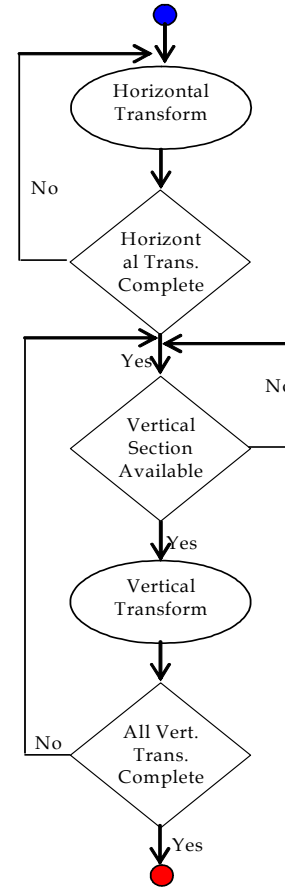 Horizontal
Transform
No
Horizont
al Trans.
Complete
Yes
No
Vertical
Section
Available
Yes
Vertical
Transform
All Vert.
Trans.
Complete
No
Yes